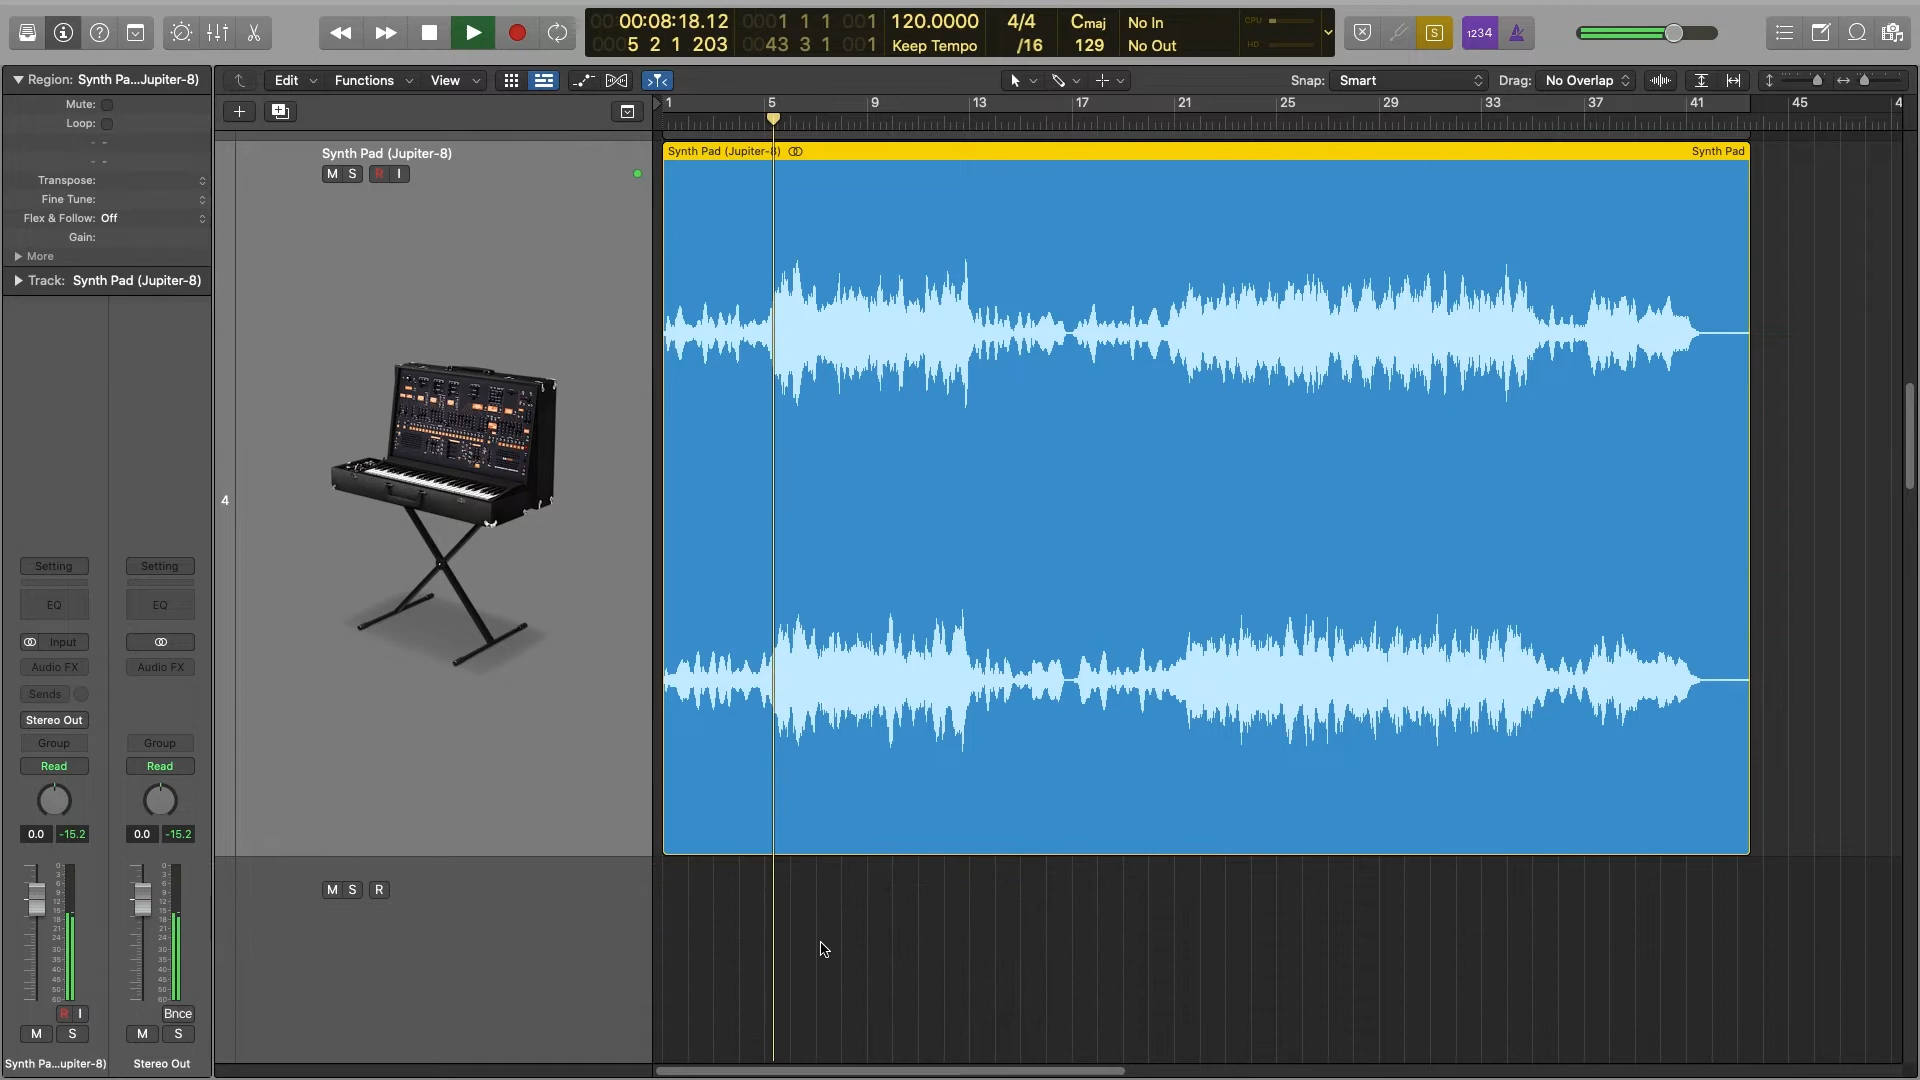 00:00:08:18.12 0001 1 1 001 120.0000 4/4 Cmaj No In CPU
0005 2 1 203 0043 3 1 001 Keep Tempo /16 129 No Out HD
S 1234
Region: Synth Pa...Jupiter-8)
Edit Functions View Snap: Smart Drag: No Overlap
Mute:
Loop:
Transpose:
Fine Tune:
Flex & Follow: Off
Gain:
More
Track: Synth Pad (Jupiter-8)
1 5 9 13 17 21 25 29 33 37 41 45 4
Synth Pad (Jupiter-8)
M S R I
Synth Pad (Jupiter-8) Synth Pad
4
Setting Setting
EQ EQ
Input
Audio FX Audio FX
Sends
Stereo Out
Group Group
Read Read
0.0 -15.2 0.0 -15.2
M S R
R I Bnce
M S M S
Synth Pa...upiter-8) Stereo Out